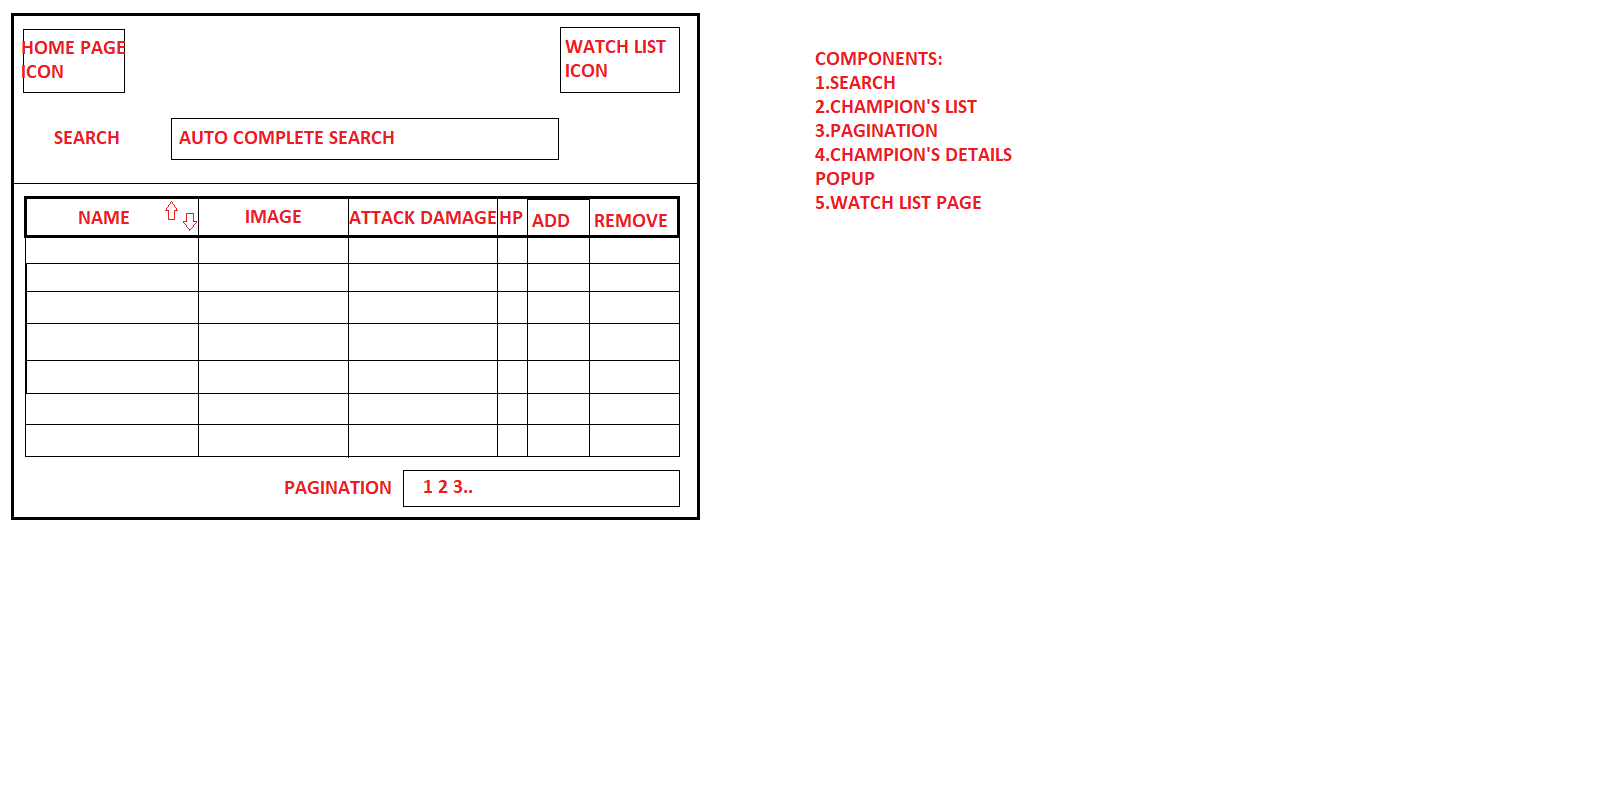 HOME PAGE
ICON
WATCH LIST
ICON
SEARCH
AUTO COMPLETE SEARCH
NAME
IMAGE
ATTACK DAMAGE
HP
ADD
REMOVE
PAGINATION
1 2 3..
COMPONENTS:
1.SEARCH
2.CHAMPION'S LIST
3.PAGINATION
4.CHAMPION'S DETAILS
POPUP
5.WATCH LIST PAGE